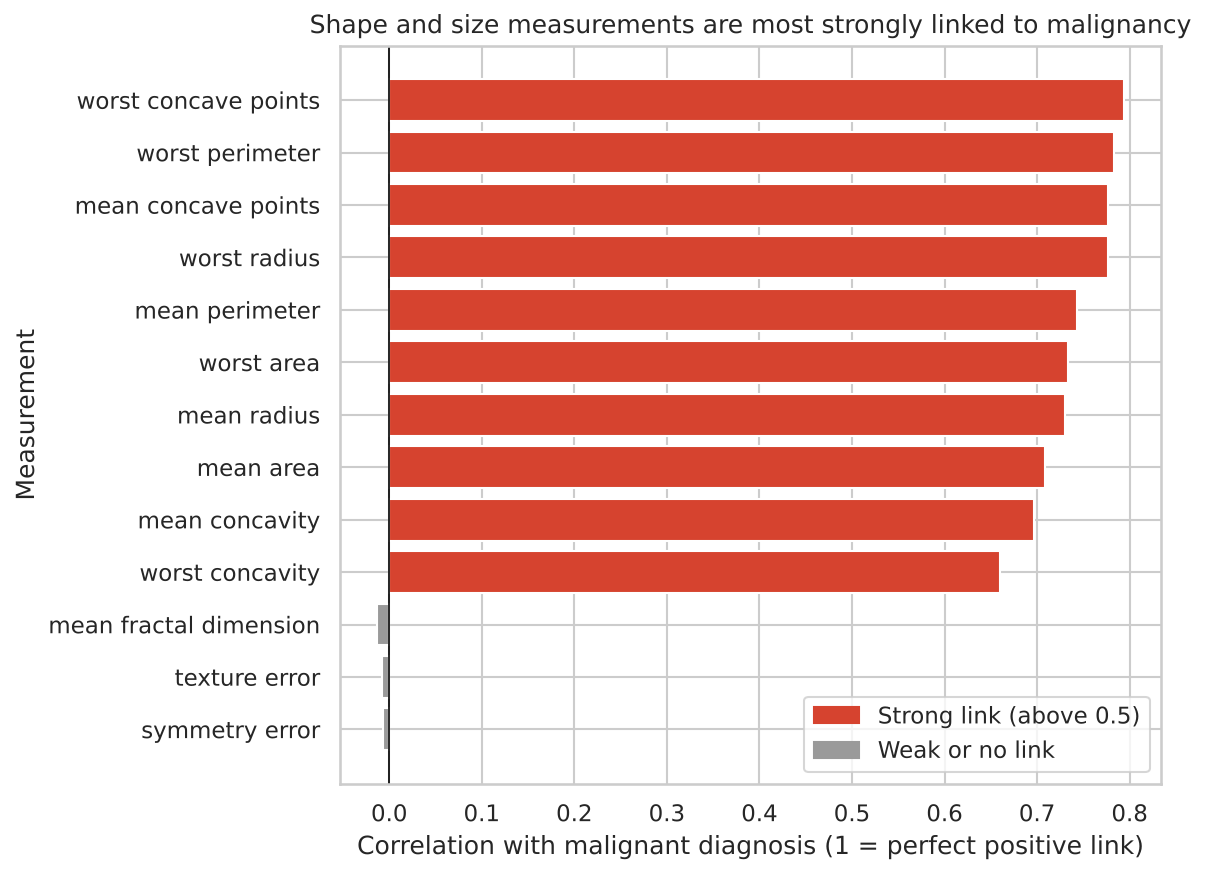 Shape and size measurements are most strongly linked to malignancy
Measurement
worst concave points
worst perimeter
mean concave points
worst radius
mean perimeter
worst area
mean radius
mean area
mean concavity
worst concavity
mean fractal dimension
texture error
symmetry error
Strong link (above 0.5)
Weak or no link
0.0 0.1 0.2 0.3 0.4 0.5 0.6 0.7 0.8
Correlation with malignant diagnosis (1 = perfect positive link)